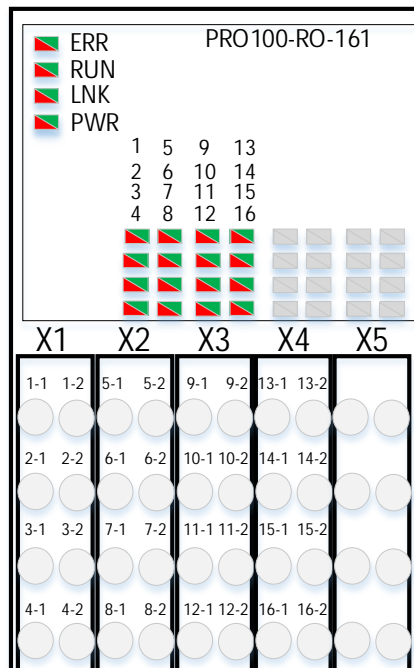 PRO100-RO-161
ERR
RUN
LNK
PWR
1 5 9 13
2 6 10 14
3 7 11 15
4 8 12 16
X1 X2 X3 X4 X5
1-1 1-2 5-1 5-2 9-1 9-2 13-1 13-2
2-1 2-2 6-1 6-2 10-1 10-2 14-1 14-2
3-1 3-2 7-1 7-2 11-1 11-2 15-1 15-2
4-1 4-2 8-1 8-2 12-1 12-2 16-1 16-2